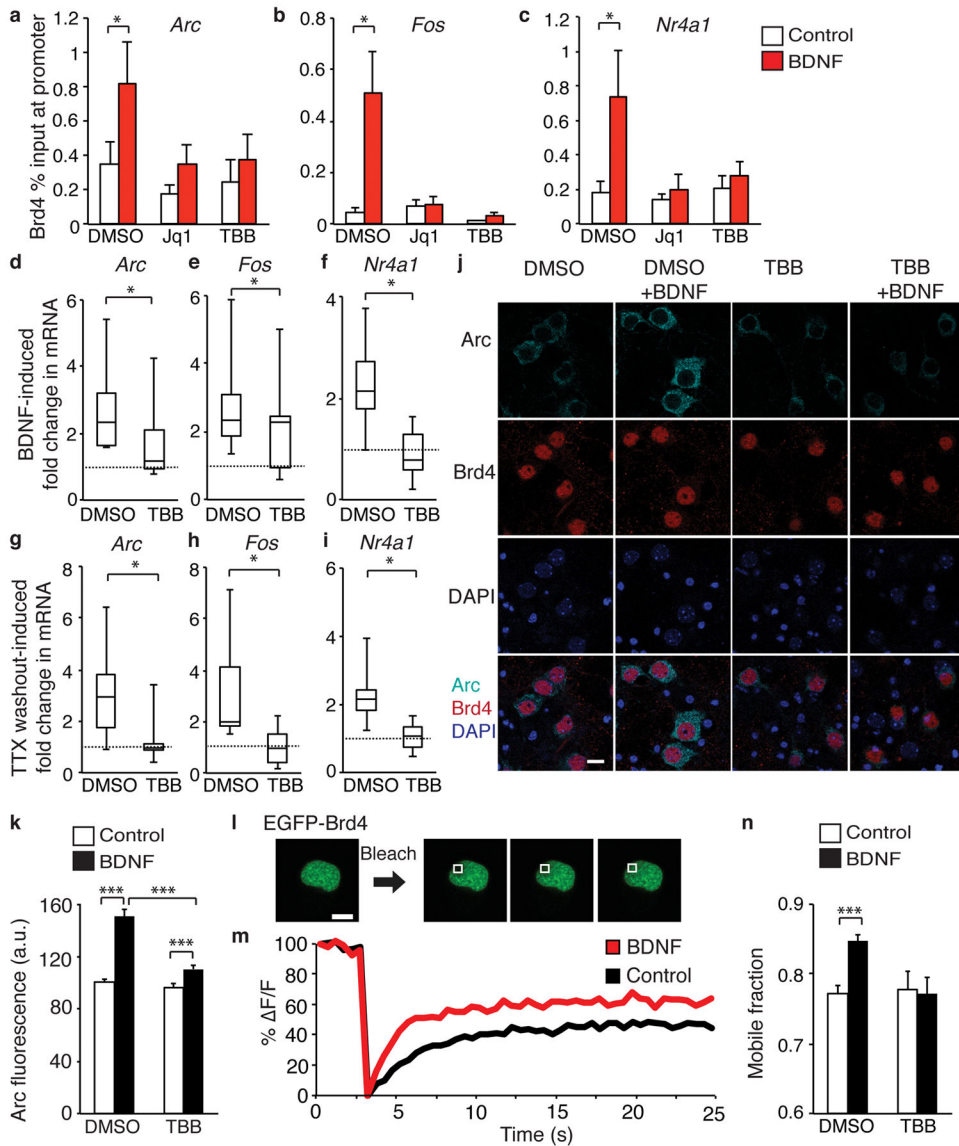 a Arc
b Fos
c Nr4a1
Control
BDNF
Brd4 % input at promoter
1.2
1
0.8
0.6
0.4
0.2
0
*
DMSO Jq1 TBB
0.8
0.6
0.4
0.2
0
*
DMSO Jq1 TBB
1.2
1
0.8
0.6
0.4
0.2
0
*
DMSO Jq1 TBB
d Arc
e Fos
f Nr4a1
BDNF-induced
fold change in mRNA
6
4
2
0
*
DMSO TBB
6
4
2
0
*
DMSO TBB
4
2
0
*
DMSO TBB
g Arc
h Fos
i Nr4a1
TTX washout-induced
fold change in mRNA
8
6
4
2
0
*
DMSO TBB
8
6
4
2
0
*
DMSO TBB
6
4
2
0
*
DMSO TBB
j
DMSO
DMSO
+BDNF
TBB
TBB
+BDNF
Arc
Brd4
DAPI
Arc
Brd4
DAPI
k
Control
BDNF
Arc fluorescence (a.u.)
160
120
80
40
0
***
***
***
DMSO TBB
l EGFP-Brd4
Bleach
m
BDNF
Control
% ΔF/F
100
80
60
40
20
0
0 5 10 15 20 25
Time (s)
n
Control
BDNF
Mobile fraction
0.9
0.8
0.7
0.6
***
DMSO TBB